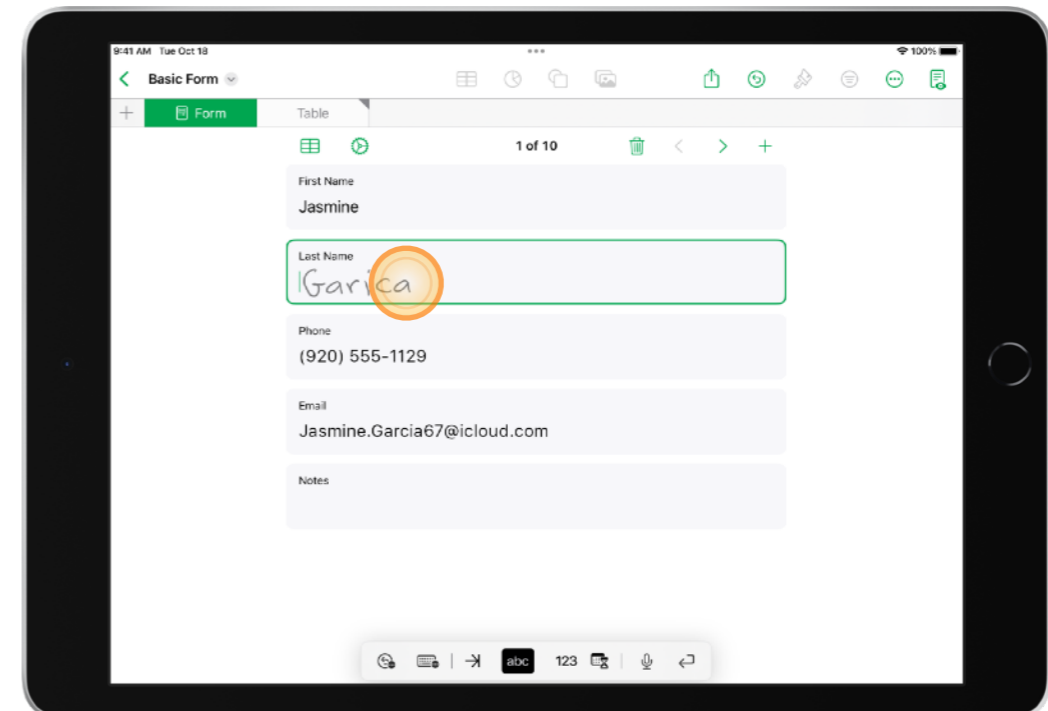 9:41 AM Tue Oct 18 100%
Basic Form
Form Table
1 of 10
First Name
Jasmine
Last Name
Garica
Phone
(920) 555-1129
Email
Jasmine.Garcia67@icloud.com
Notes
abc 123